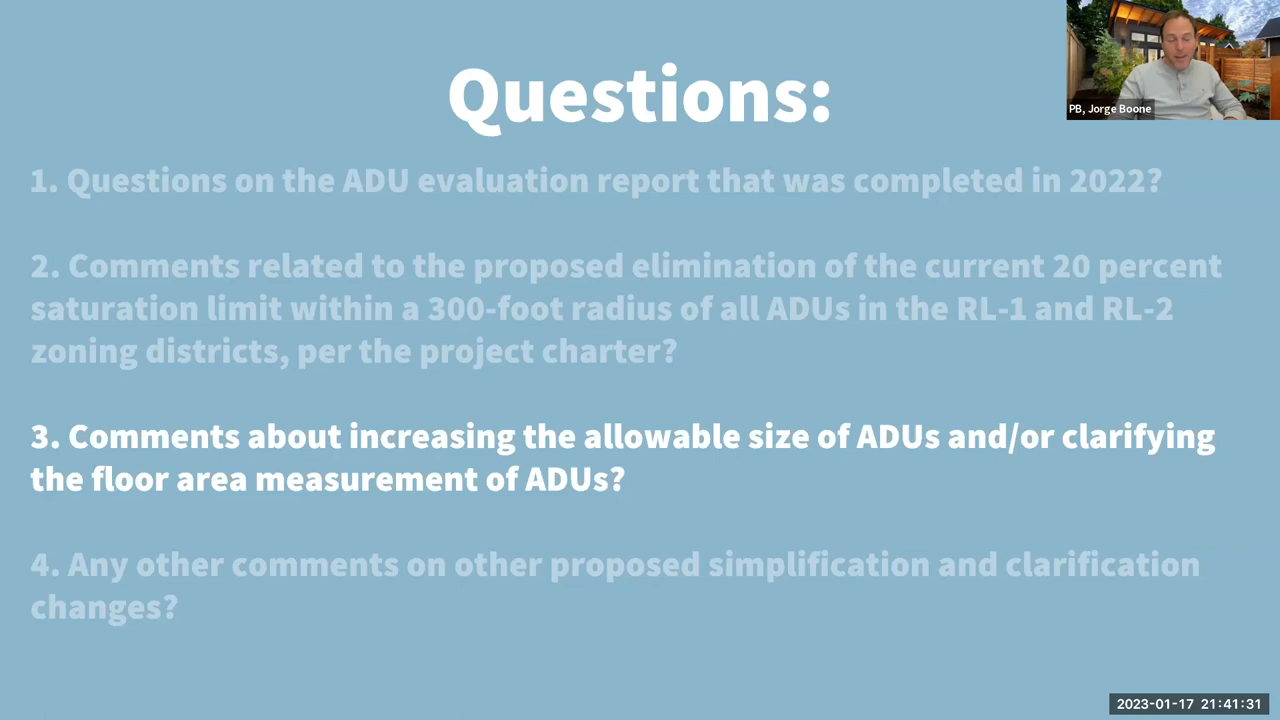 Questions:
PB, Jorge Boone
1. Questions on the ADU evaluation report that was completed in 2022?
2. Comments related to the proposed elimination of the current 20 percent
saturation limit within a 300-foot radius of all ADUs in the RL-1 and RL-2
zoning districts, per the project charter?
3. Comments about increasing the allowable size of ADUs and/or clarifying
the floor area measurement of ADUs?
4. Any other comments on other proposed simplification and clarification
changes?
2023-01-17 21:41:31